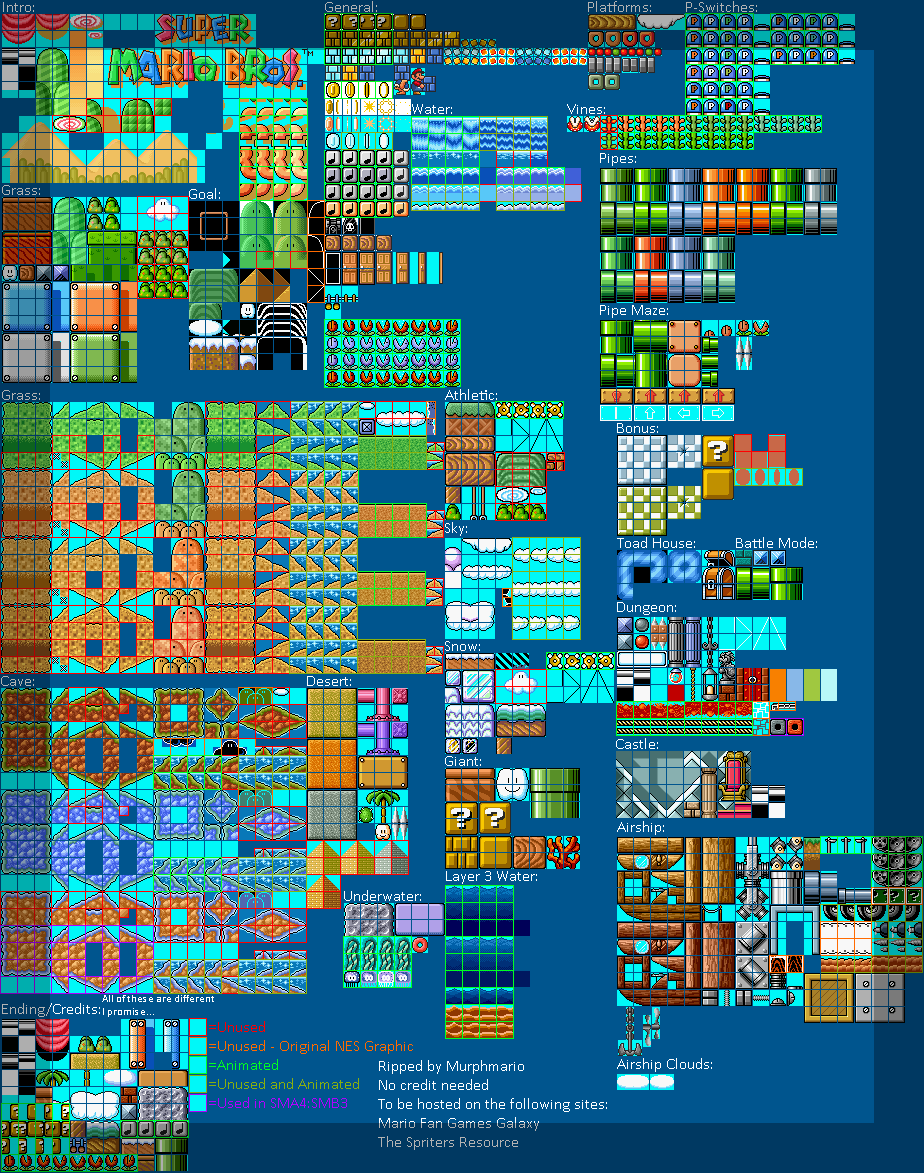 Intro:
General:
Platforms:
P-Switches:
SUPER
MARIO BROS.™
Water:
Vines:
Pipes:
Grass:
Goal:
Pipe Maze:
Grass:
Athletic:
Bonus:
Sky:
Toad House:
Battle Mode:
Dungeon:
Snow:
Cave:
Desert:
Castle:
Giant:
Airship:
Layer 3 Water:
Underwater:
All of these are different
I promise...
Ending/Credits:
=Unused
=Unused - Original NES Graphic
=Animated
=Unused and Animated
=Used in SMA4:SMB3
Ripped by Murphmario
No credit needed
To be hosted on the following sites:
Mario Fan Games Galaxy
The Spriters Resource
Airship Clouds: